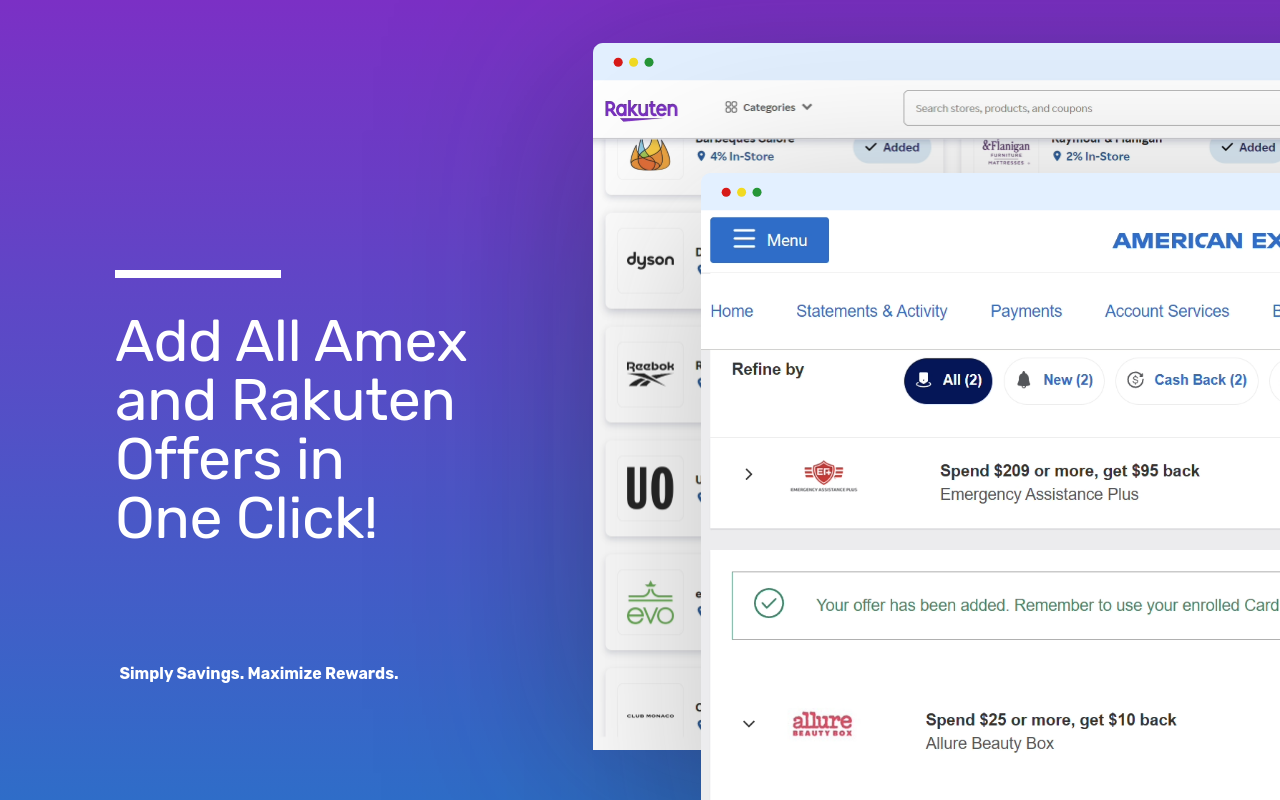 Add All Amex
and Rakuten
Offers in
One Click!
Simply Savings. Maximize Rewards.
Rakuten
Categories
Search stores, products, and coupons
Barbeques Galore
4% In-Store
Added
&Flanigan
FURNITURE
MATTRESSES
Raymour & Flanigan
2% In-Store
Added
dyson
Reebok
UO
evo
CLUB MONACO
Menu
AMERICAN EX
Home
Statements & Activity
Payments
Account Services
Refine by
All (2)
New (2)
Cash Back (2)
EA+
EMERGENCY ASSISTANCE PLUS
Spend $209 or more, get $95 back
Emergency Assistance Plus
Your offer has been added. Remember to use your enrolled Card
allure
BEAUTY BOX
Spend $25 or more, get $10 back
Allure Beauty Box